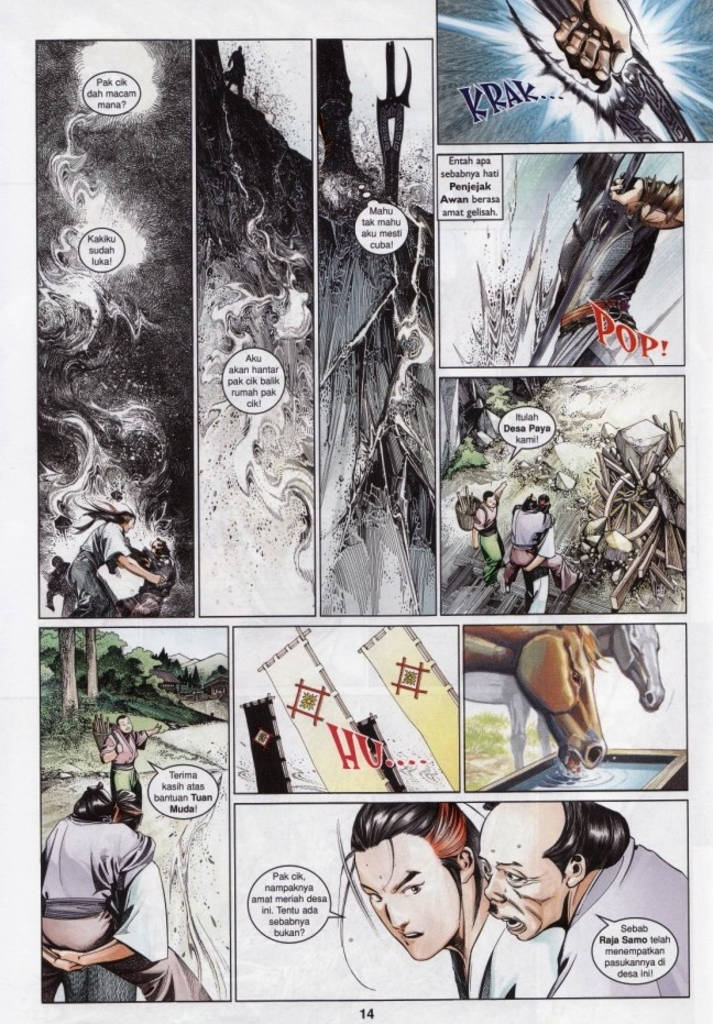 Pak cik
dah macam
mana?
Kakiku
sudah
luka!
Aku
akan hantar
pak cik balik
rumah pak
cik!
Mahu
tak mahu
aku mesti
cuba!
KRAK...
Entah apa
sebabnya hati
Penjejak
Awan berasa
amat gelisah.
POP!
Itulah
Desa Paya
kami!
Terima
kasih atas
bantuan Tuan
Muda!
HU....
Pak cik,
nampaknya
amat meriah desa
ini. Tentu ada
sebabnya
bukan?
Sebab
Raja Samo telah
menempatkan
pasukannya di
desa ini!
14